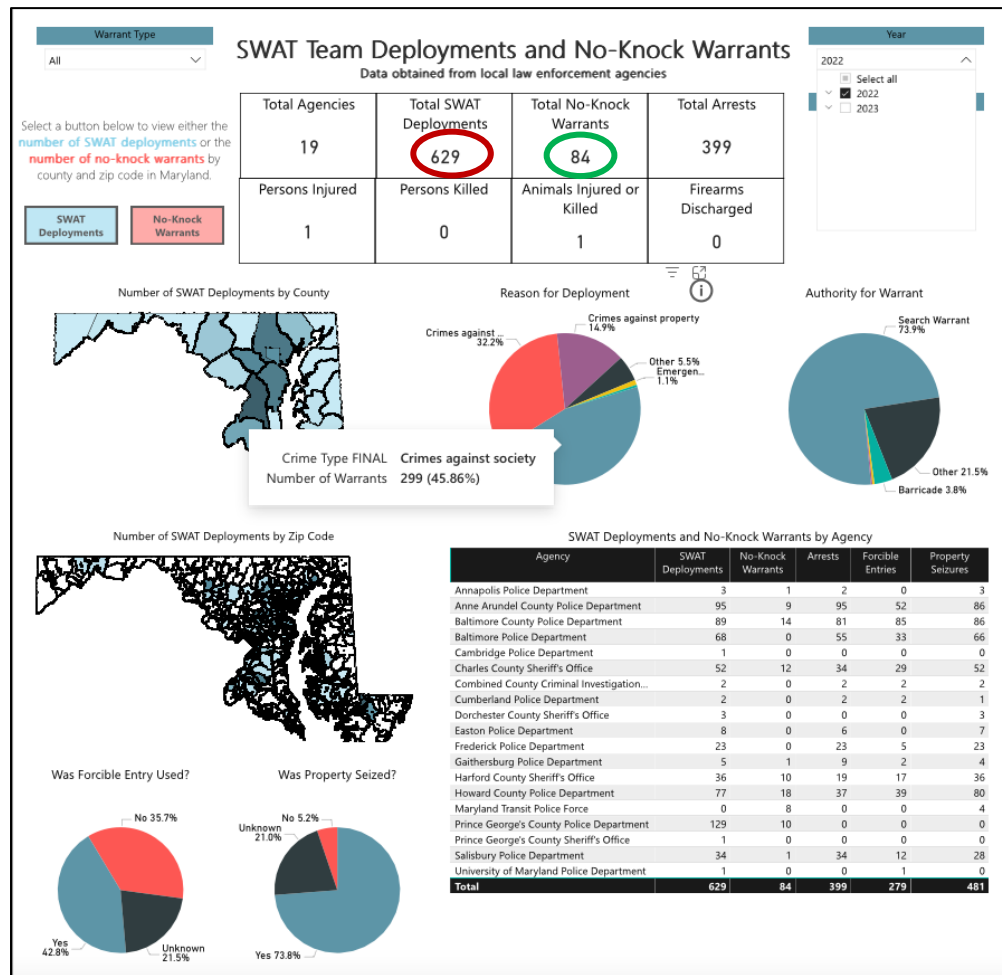 Warrant Type
All
SWAT Team Deployments and No-Knock Warrants
Data obtained from local law enforcement agencies
Year
2022
Select all
2022
2023
Select a button below to view either the
number of SWAT deployments or the
number of no-knock warrants by
county and zip code in Maryland.
SWAT
Deployments
No-Knock
Warrants
Total Agencies
19
Total SWAT
Deployments
629
Total No-Knock
Warrants
84
Total Arrests
399
Persons Injured
1
Persons Killed
0
Animals Injured or
Killed
1
Firearms
Discharged
0
Number of SWAT Deployments by County
Reason for Deployment
Crimes against ...
32.2%
Crimes against property
14.9%
Other 5.5%
Emergen...
1.1%
Crime Type FINAL Crimes against society
Number of Warrants 299 (45.86%)
Authority for Warrant
Search Warrant
73.9%
Other 21.5%
Barricade 3.8%
Number of SWAT Deployments by Zip Code
SWAT Deployments and No-Knock Warrants by Agency
Agency SWAT Deployments No-Knock Warrants Arrests Forcible Entries Property Seizures
Annapolis Police Department 3 1 2 0 3
Anne Arundel County Police Department 95 9 95 52 86
Baltimore County Police Department 89 14 81 85 86
Baltimore Police Department 68 0 55 33 66
Cambridge Police Department 1 0 0 0 0
Charles County Sheriff's Office 52 12 34 29 52
Combined County Criminal Investigation... 2 0 2 2 2
Cumberland Police Department 2 0 2 2 1
Dorchester County Sheriff's Office 3 0 0 0 3
Easton Police Department 8 0 6 0 7
Frederick Police Department 23 0 23 5 23
Gaithersburg Police Department 5 1 9 2 4
Harford County Sheriff's Office 36 10 19 17 36
Howard County Police Department 77 18 37 39 80
Maryland Transit Police Force 0 8 0 0 4
Prince George's County Police Department 129 10 0 0 0
Prince George's County Sheriff's Office 1 0 0 0 0
Salisbury Police Department 34 1 34 12 28
University of Maryland Police Department 1 0 0 1 0
Total 629 84 399 279 481
Was Forcible Entry Used?
No 35.7%
Yes
42.8%
Unknown
21.5%
Was Property Seized?
No 5.2%
Unknown
21.0%
Yes 73.8%